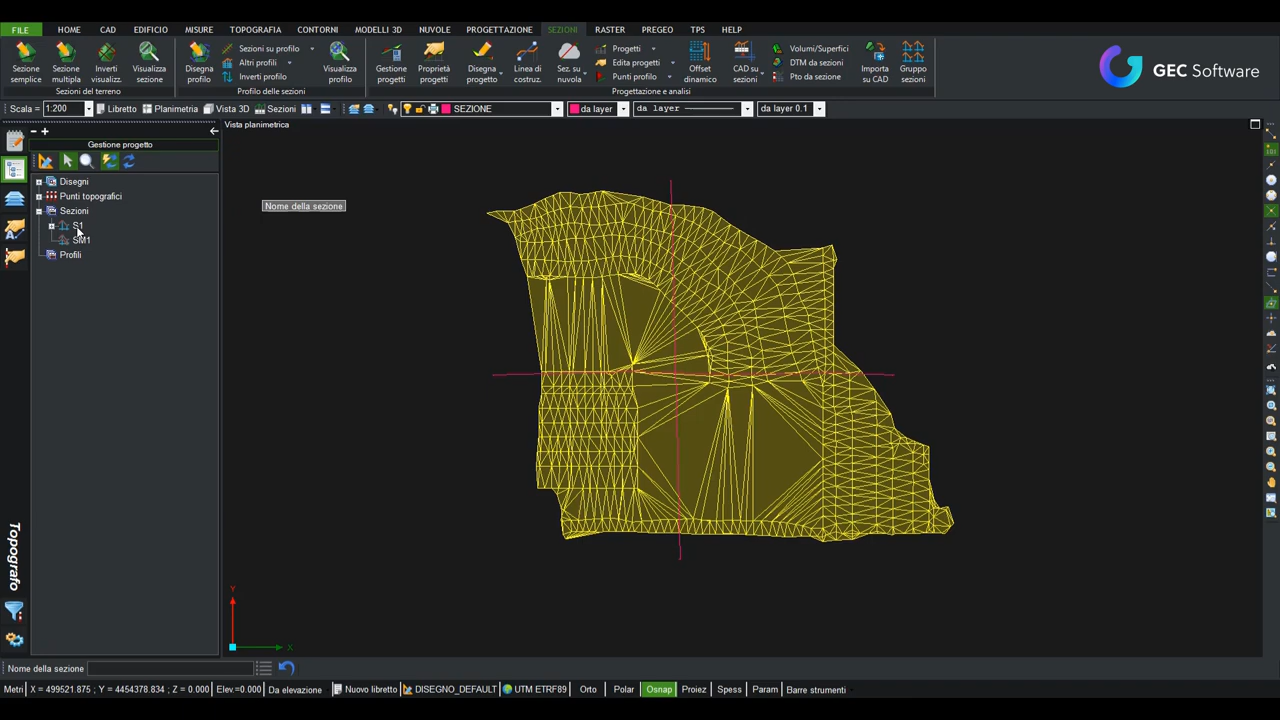 FILE HOME CAD EDIFICIO MISURE TOPOGRAFIA CONTORNI MODELLI 3D NUVOLE PROGETTAZIONE SEZIONI RASTER PREGEO TPS HELP
Sezione semplice
Sezione multipla
Inverti visualiz.
Visualizza sezione
Sezioni del terreno
Disegna profilo
Sezioni su profilo
Altri profili
Inverti profilo
Visualizza profilo
Profilo delle sezioni
Gestione progetti
Proprietà progetti
Disegna progetto
Linea di costruz.
Sez. su nuvola
Progetti
Edita progetti
Punti profilo
Offset dinamico
CAD su sezione
Volumi/Superfici
DTM da sezioni
Pto da sezione
Importa su CAD
Gruppo sezioni
Progettazione e analisi
GEC Software
Scala = 1:200 Libretto Planimetria Vista 3D Sezioni SEZIONE da layer da layer da layer 0.1
Vista planimetrica
Gestione progetto
Disegni
Punti topografici
Sezioni
S1
SM1
Profili
Nome della sezione
Topografo
Y
X
Nome della sezione
Metri X = 499521.875 ; Y = 4454378.834 ; Z = 0.000 Elev.=0.000 Da elevazione Nuovo libretto DISEGNO_DEFAULT UTM ETRF89 Orto Polar Osnap Proiez Spess Param Barre strumenti